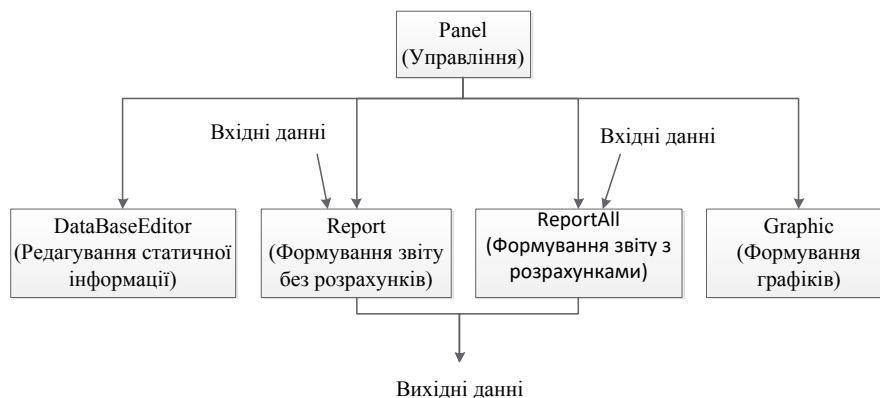 Panel
(Управління)
Вхідні данні
Вхідні данні
DataBaseEditor
(Редагування статичної
інформації)
Report
(Формування звіту
без розрахунків)
ReportAll
(Формування звіту з
розрахунками)
Graphic
(Формування
графіків)
Вихідні данні